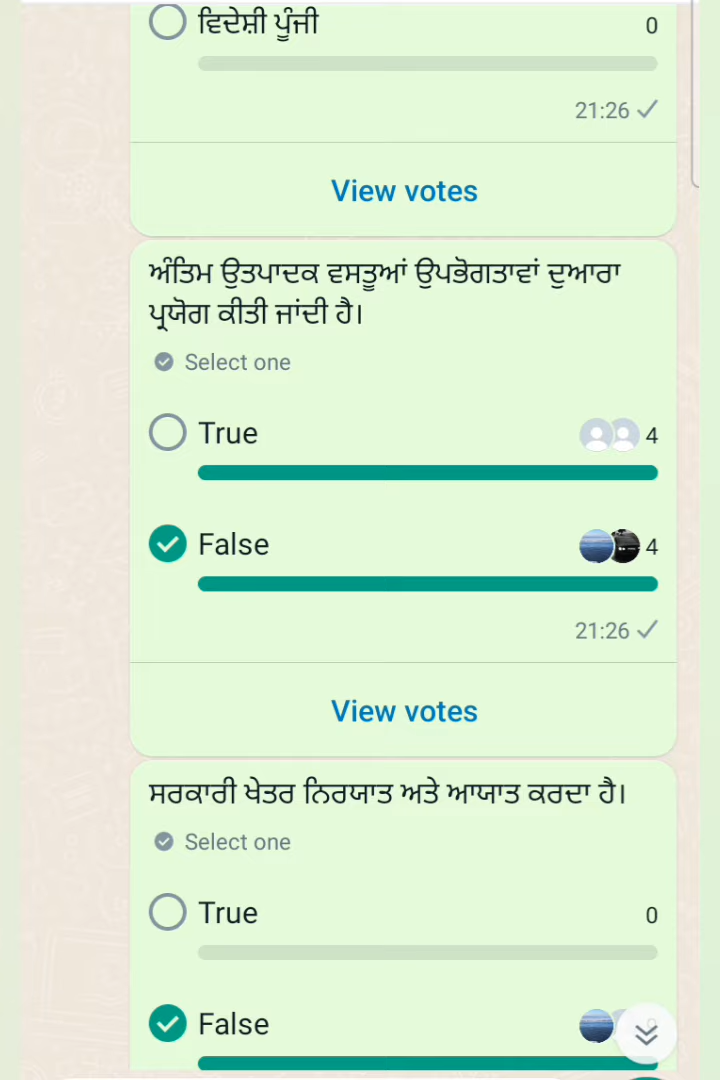 ਵਿਦੇਸ਼ੀ ਪੂੰਜੀ 0
21:26
View votes
ਅੰਤਿਮ ਉਤਪਾਦਕ ਵਸਤੂਆਂ ਉਪਭੋਗਤਾਵਾਂ ਦੁਆਰਾ
ਪ੍ਰਯੋਗ ਕੀਤੀ ਜਾਂਦੀ ਹੈ।
Select one
True 4
False 4
21:26
View votes
ਸਰਕਾਰੀ ਖੇਤਰ ਨਿਰਯਾਤ ਅਤੇ ਆਯਾਤ ਕਰਦਾ ਹੈ।
Select one
True 0
False